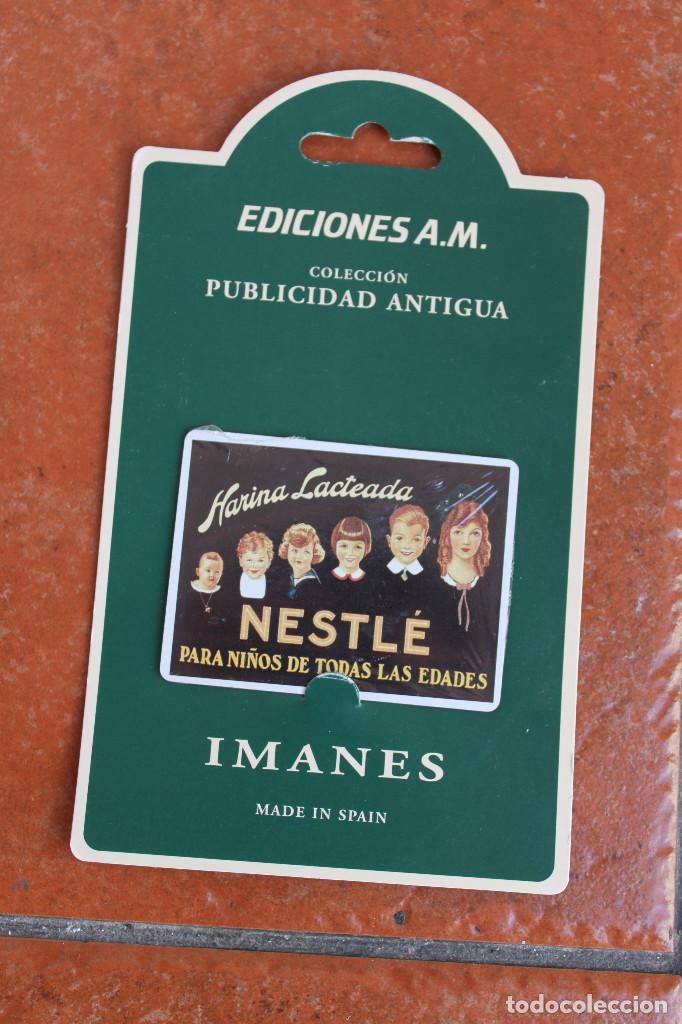 EDICIONES A.M.
COLECCIÓN
PUBLICIDAD ANTIGUA
Harina Lacteada
NESTLÉ
PARA NIÑOS DE TODAS LAS EDADES
IMANES
MADE IN SPAIN
todocoleccion